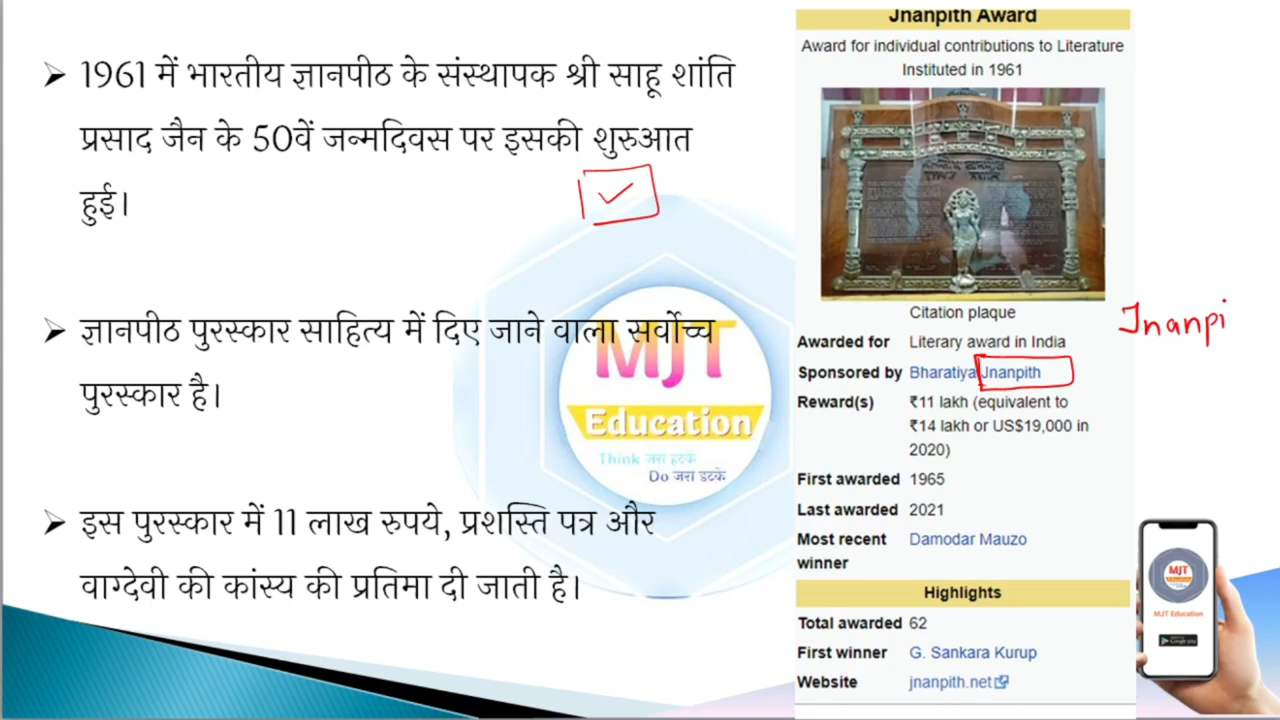 ➤ 1961 में भारतीय ज्ञानपीठ के संस्थापक श्री साहू शांति
प्रसाद जैन के 50वें जन्मदिवस पर इसकी शुरुआत
हुई।
➤ ज्ञानपीठ पुरस्कार साहित्य में दिए जाने वाला सर्वोच्च
पुरस्कार है।
➤ इस पुरस्कार में 11 लाख रुपये, प्रशस्ति पत्र और
वाग्देवी की कांस्य की प्रतिमा दी जाती है।
MJT
Education
Think जरा हटके
Do जरा डटके
Jnanpith Award
Award for individual contributions to Literature
Instituted in 1961
Citation plaque
Awarded for Literary award in India
Sponsored by Bharatiya Jnanpith
Reward(s) ₹11 lakh (equivalent to
₹14 lakh or US$19,000 in
2020)
First awarded 1965
Last awarded 2021
Most recent Damodar Mauzo
winner
Highlights
Total awarded 62
First winner G. Sankara Kurup
Website jnanpith.net
Jnanpi
MJT
Education
MJT Education
Google Play